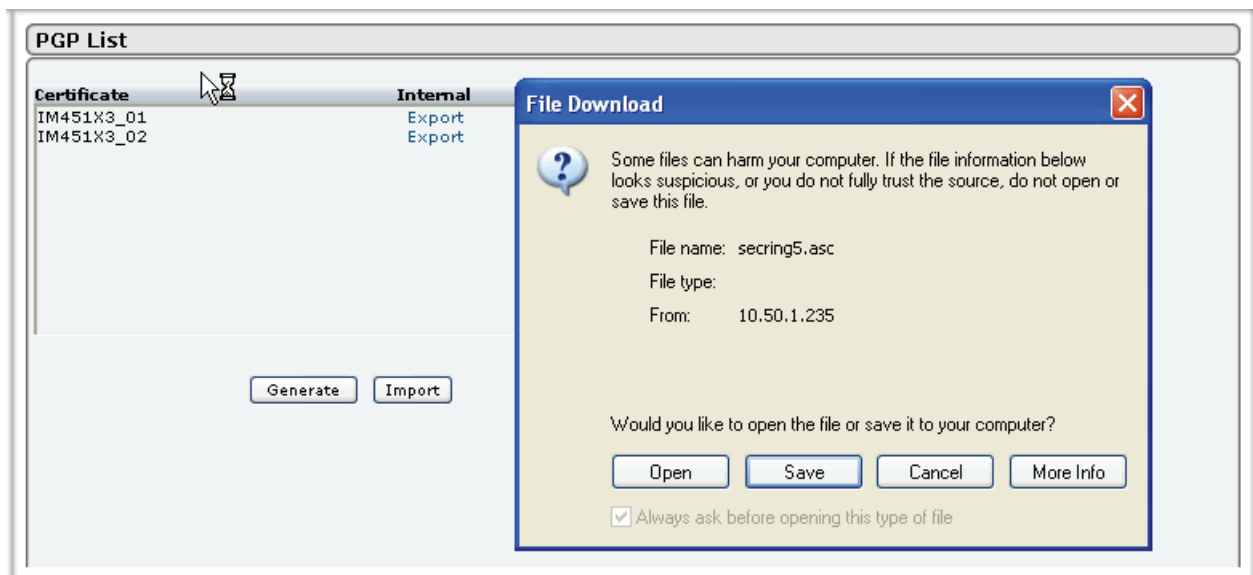 PGP List
Certificate Internal
IM451X3_01 Export
IM451X3_02 Export
Generate Import
File Download
Some files can harm your computer. If the file information below
looks suspicious, or you do not fully trust the source, do not open or
save this file.
File name: secring5.asc
File type:
From: 10.50.1.235
Would you like to open the file or save it to your computer?
Open Save Cancel More Info
Always ask before opening this type of file